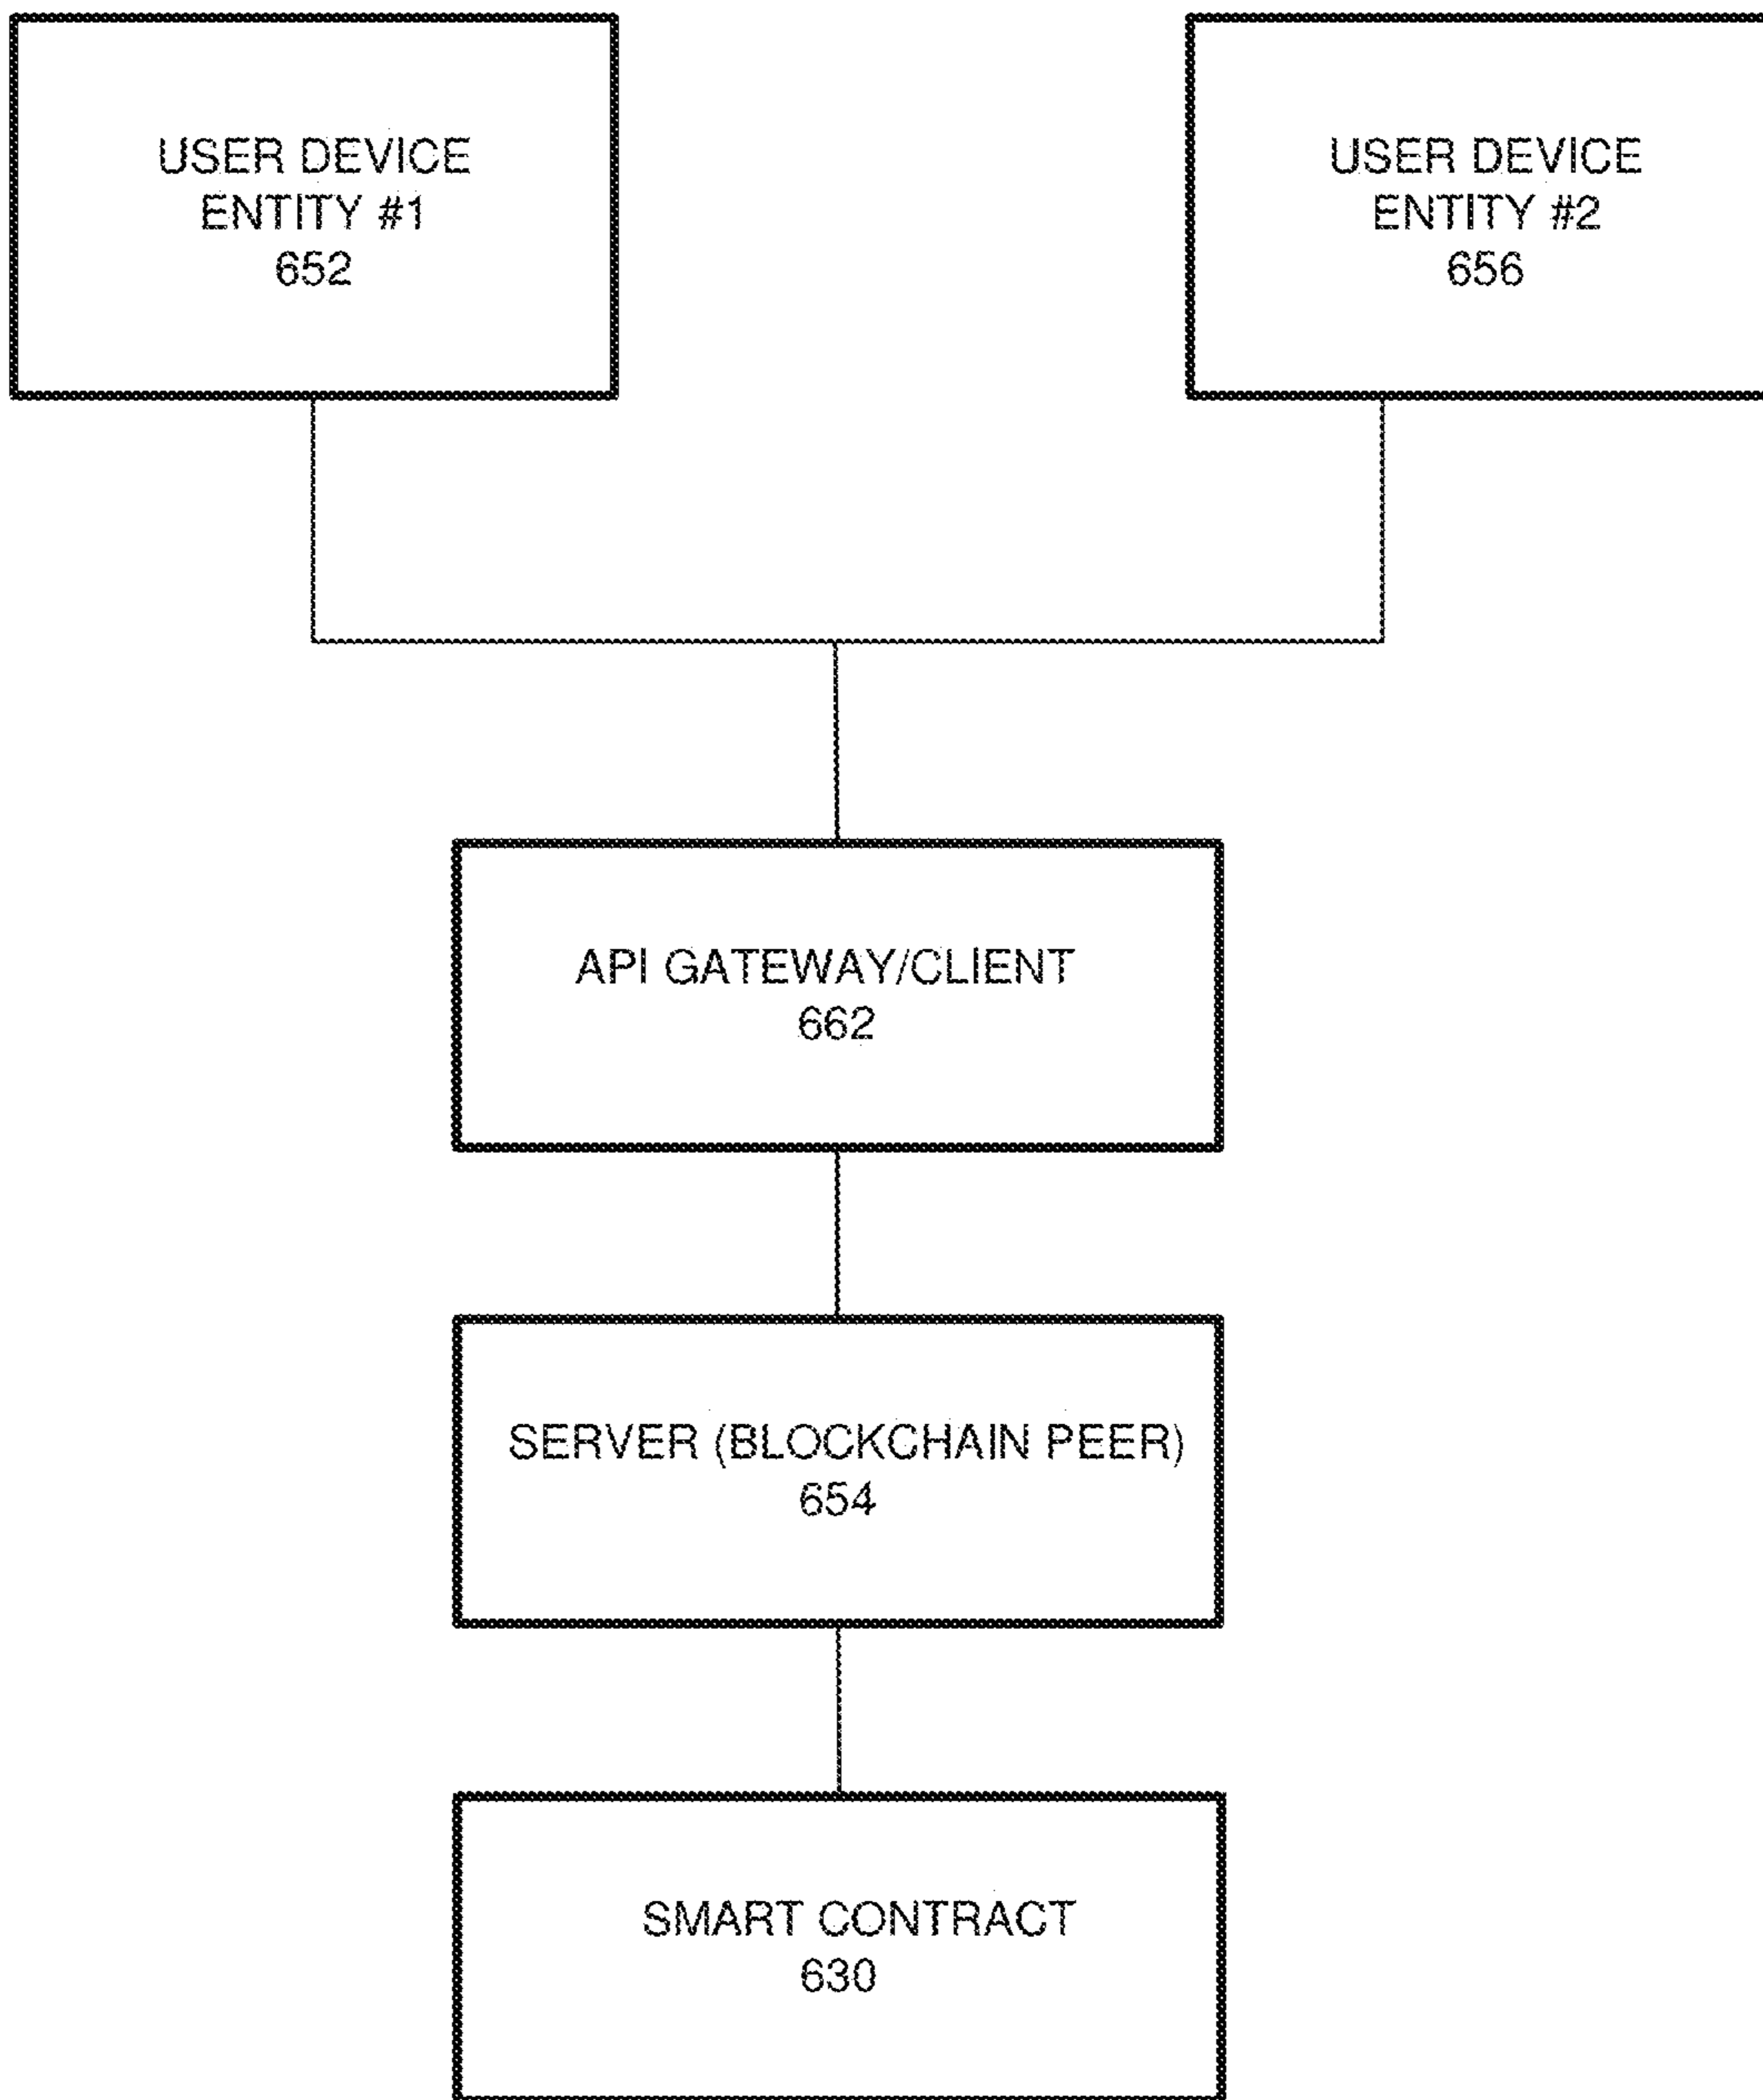 USER DEVICE
ENTITY #1
652
USER DEVICE
ENTITY #2
656
API GATEWAY/CLIENT
662
SERVER (BLOCKCHAIN PEER)
654
SMART CONTRACT
630